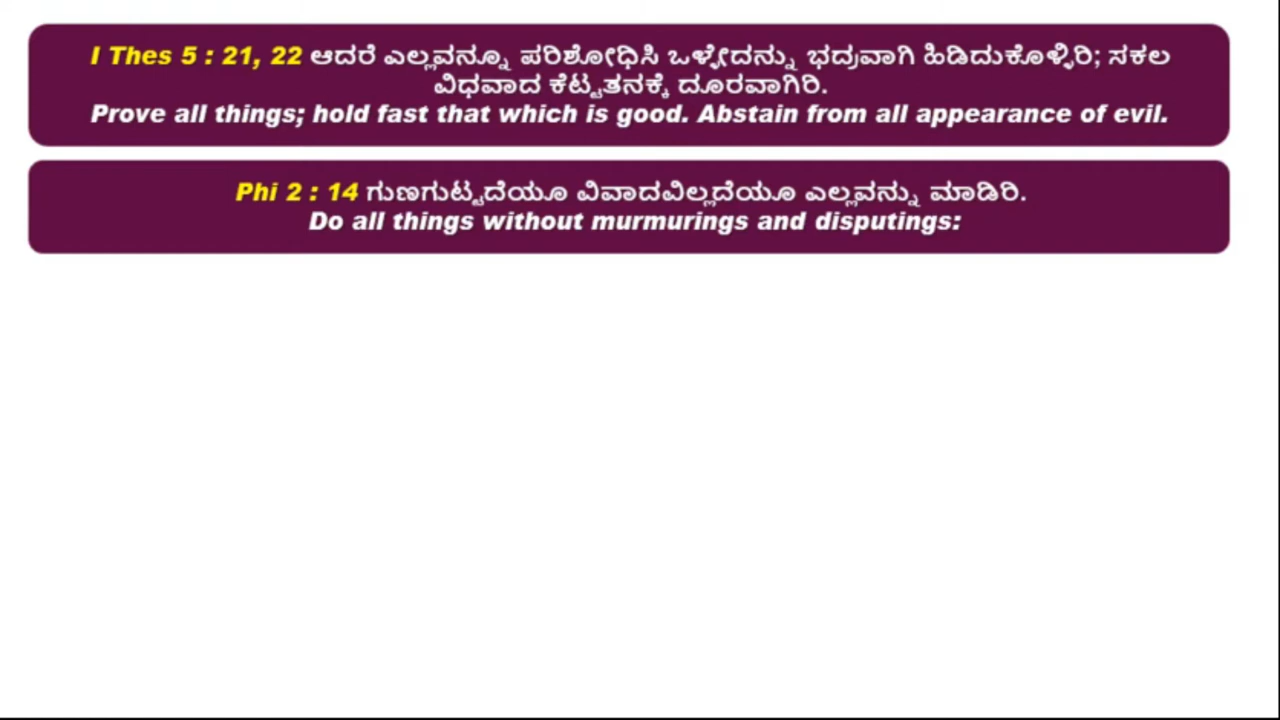 I Thes 5 : 21, 22 ಆದರೆ ಎಲ್ಲವನ್ನೂ ಪರಿಶೋಧಿಸಿ ಒಳ್ಳೇದನ್ನು ಭದ್ರವಾಗಿ ಹಿಡಿದುಕೊಳ್ಳಿರಿ; ಸಕಲ
ವಿಧವಾದ ಕೆಟ್ಟತನಕ್ಕೆ ದೂರವಾಗಿರಿ.
Prove all things; hold fast that which is good. Abstain from all appearance of evil.
Phi 2 : 14 ಗುಣಗುಟ್ಟದೆಯೂ ವಿವಾದವಿಲ್ಲದೆಯೂ ಎಲ್ಲವನ್ನು ಮಾಡಿರಿ.
Do all things without murmurings and disputings: